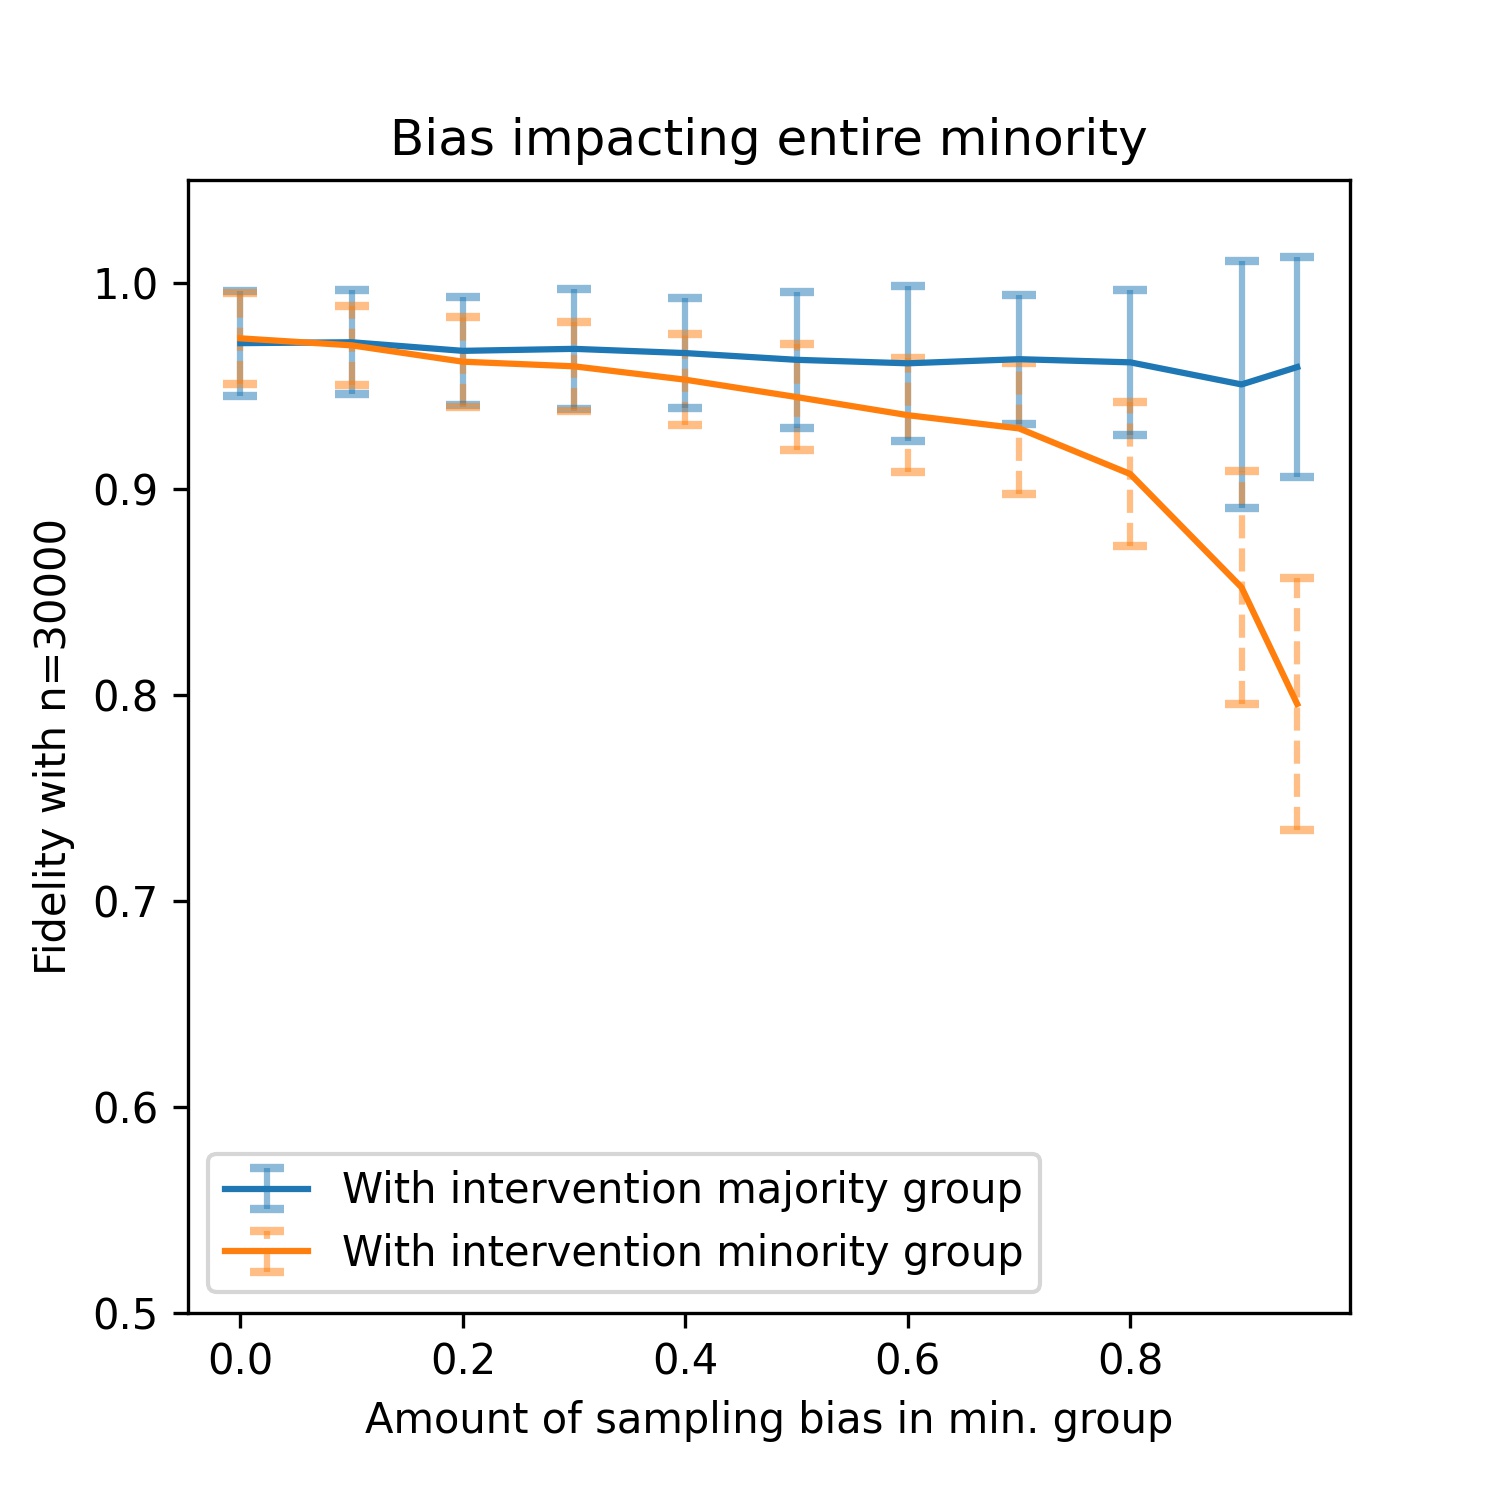 Bias impacting entire minority
Fidelity with n=30000
1.0
0.9
0.8
0.7
0.6
0.5
With intervention majority group
With intervention minority group
0.0 0.2 0.4 0.6 0.8
Amount of sampling bias in min. group